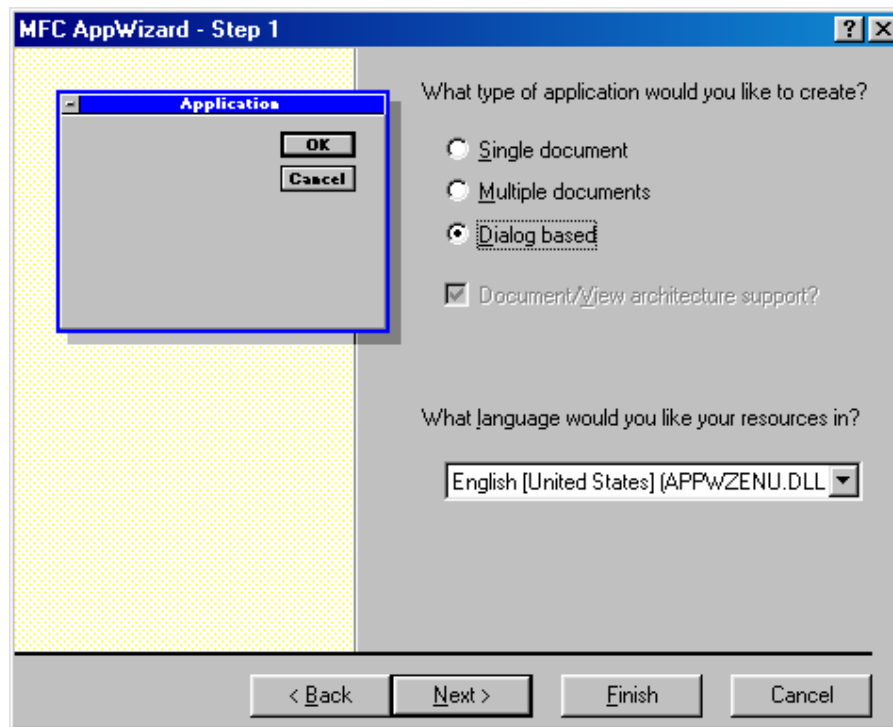 MFC AppWizard - Step 1
Application
OK
Cancel
What type of application would you like to create?
Single document
Multiple documents
Dialog based
Document/View architecture support?
What language would you like your resources in?
English [United States] (APPWZENU.DLL
< Back
Next >
Finish
Cancel